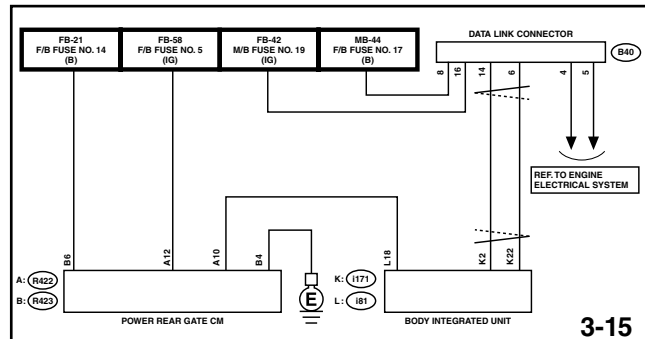 FB-21
F/B FUSE NO. 14
(B)
FB-58
F/B FUSE NO. 5
(IG)
FB-42
M/B FUSE NO. 19
(IG)
MB-44
F/B FUSE NO. 17
(B)
DATA LINK CONNECTOR
B40
8
16
14
6
4
5
REF. TO ENGINE
ELECTRICAL SYSTEM
B6
A12
A10
B4
L18
K2
K22
A: R422
B: R423
E
K: i171
L: i81
POWER REAR GATE CM
BODY INTEGRATED UNIT
3-15